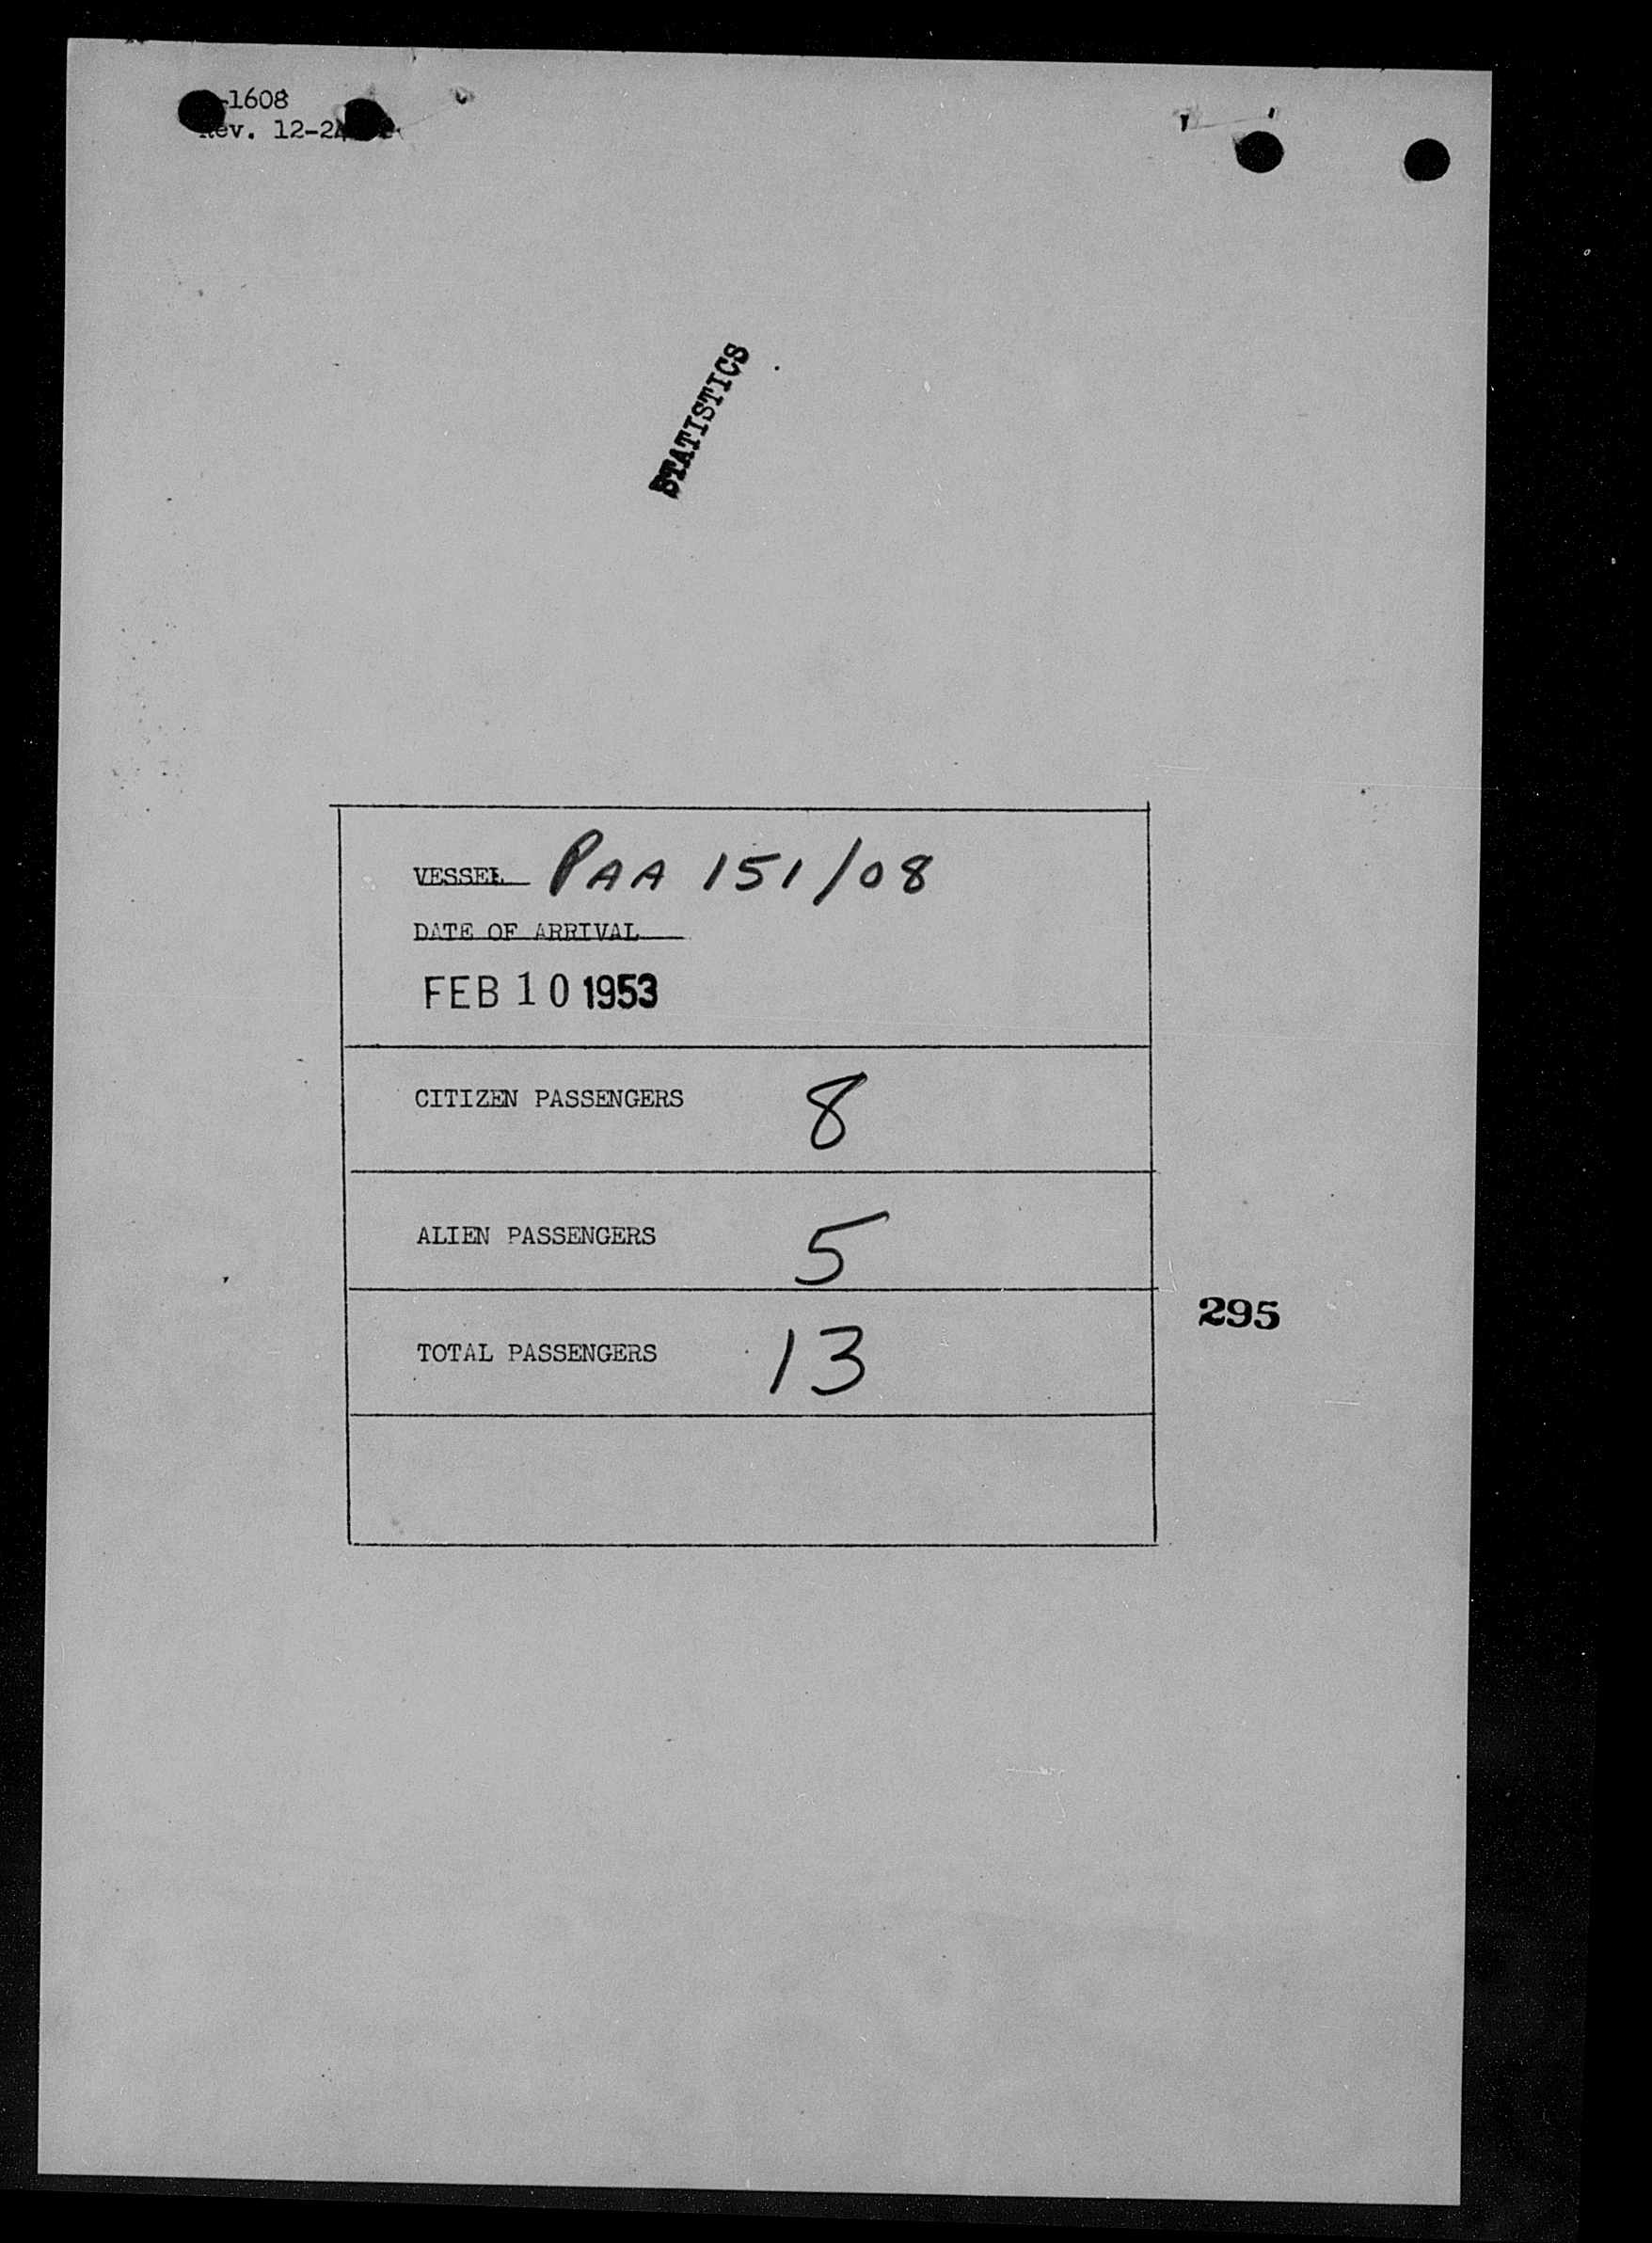 -1608
Rev. 12-24
STATISTICS
VESSEL PAA 151/08
DATE OF ARRIVAL
FEB 10 1953
CITIZEN PASSENGERS 8
ALIEN PASSENGERS 5
295
TOTAL PASSENGERS 13